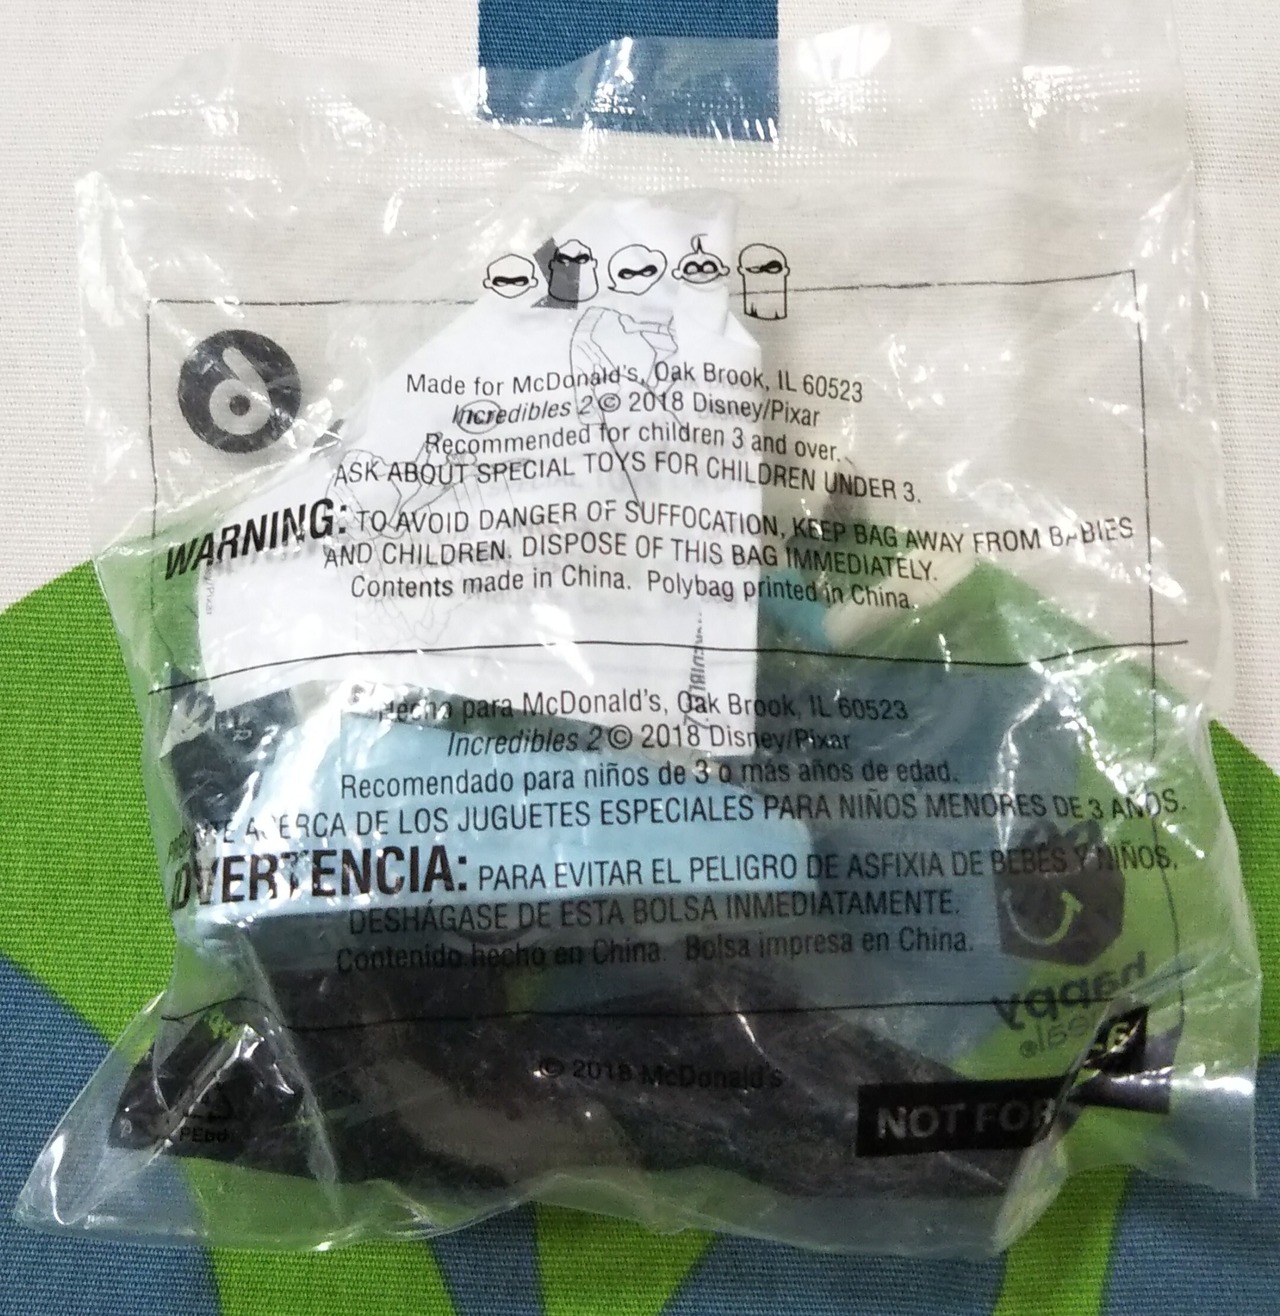 Made for McDonald's, Oak Brook, IL 60523
Incredibles 2 © 2018 Disney/Pixar
Recommended for children 3 and over.
ASK ABOUT SPECIAL TOYS FOR CHILDREN UNDER 3.
WARNING: TO AVOID DANGER OF SUFFOCATION, KEEP BAG AWAY FROM BABIES
AND CHILDREN. DISPOSE OF THIS BAG IMMEDIATELY.
Contents made in China. Polybag printed in China.
Hecho para McDonald's, Oak Brook, IL 60523
Incredibles 2 © 2018 Disney/Pixar
Recomendado para niños de 3 o más años de edad.
ACERCA DE LOS JUGUETES ESPECIALES PARA NIÑOS MENORES DE 3 AÑOS.
DVERTENCIA: PARA EVITAR EL PELIGRO DE ASFIXIA DE BEBÉS Y NIÑOS,
DESHÁGASE DE ESTA BOLSA INMEDIATAMENTE.
Contenido hecho en China. Bolsa impresa en China.
happy
© 2018 McDonald's
NOT FOR